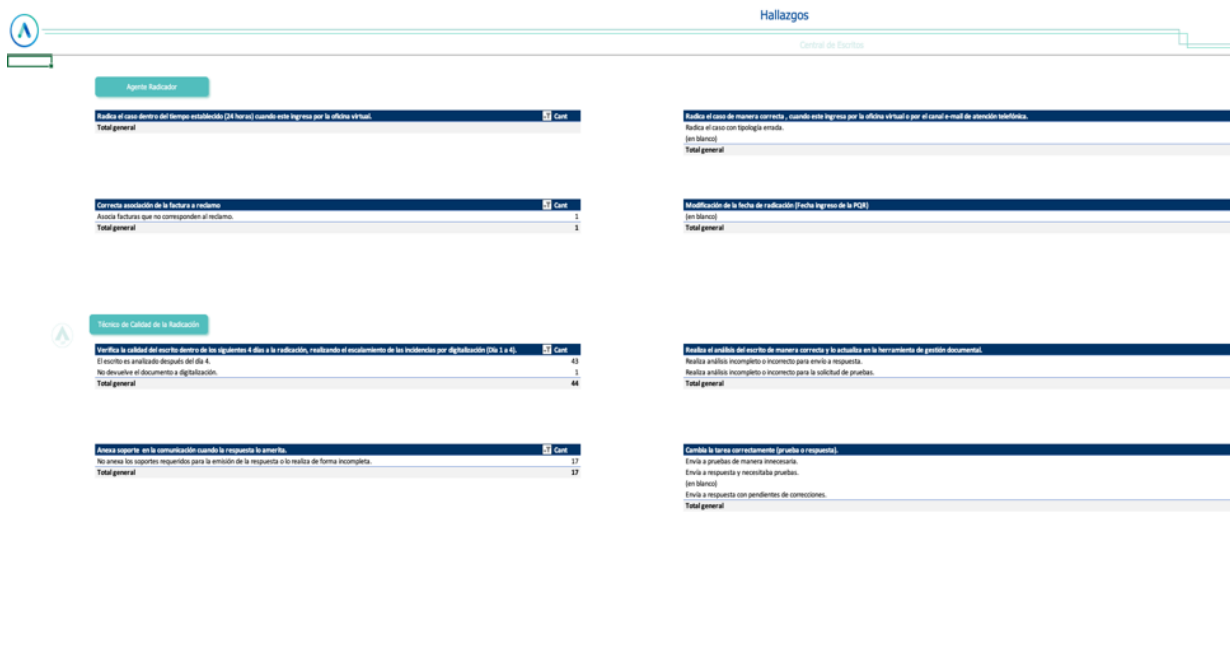 Hallazgos
Central de Escritos
Agente Radicador
Radica el caso dentro del tiempo establecido (24 horas) cuando este ingresa por la oficina virtual. Cant
Total general
Radica el caso de manera correcta , cuando este ingresa por la oficina virtual o por el canal e-mail de atención telefónica.
Radica el caso con tipología errada.
(en blanco)
Total general
Correcta asociación de la factura a reclamo Cant
Asocia facturas que no corresponden al reclamo. 1
Total general 1
Modificación de la fecha de radicación (Fecha Ingreso de la PQR)
(en blanco)
Total general
Técnico de Calidad de la Radicación
Verifica la calidad del escrito dentro de los siguientes 4 días a la radicación, realizando el escalamiento de las incidencias por digitalización (Día 1 a 4). Cant
El escrito es analizado después del día 4. 43
No devuelve el documento a digitalización. 1
Total general 44
Realiza el análisis del escrito de manera correcta y lo actualiza en la herramienta de gestión documental.
Realiza análisis incompleto o incorrecto para envío a respuesta.
Realiza análisis incompleto o incorrecto para la solicitud de pruebas.
Total general
Anexa soporte en la comunicación cuando la respuesta lo amerita. Cant
No anexa los soportes requeridos para la emisión de la respuesta o lo realiza de forma incompleta. 17
Total general 17
Cambia la tarea correctamente (prueba o respuesta).
Envía a pruebas de manera innecesaria.
Envía a respuesta y necesitaba pruebas.
(en blanco)
Envía a respuesta con pendientes de correcciones.
Total general